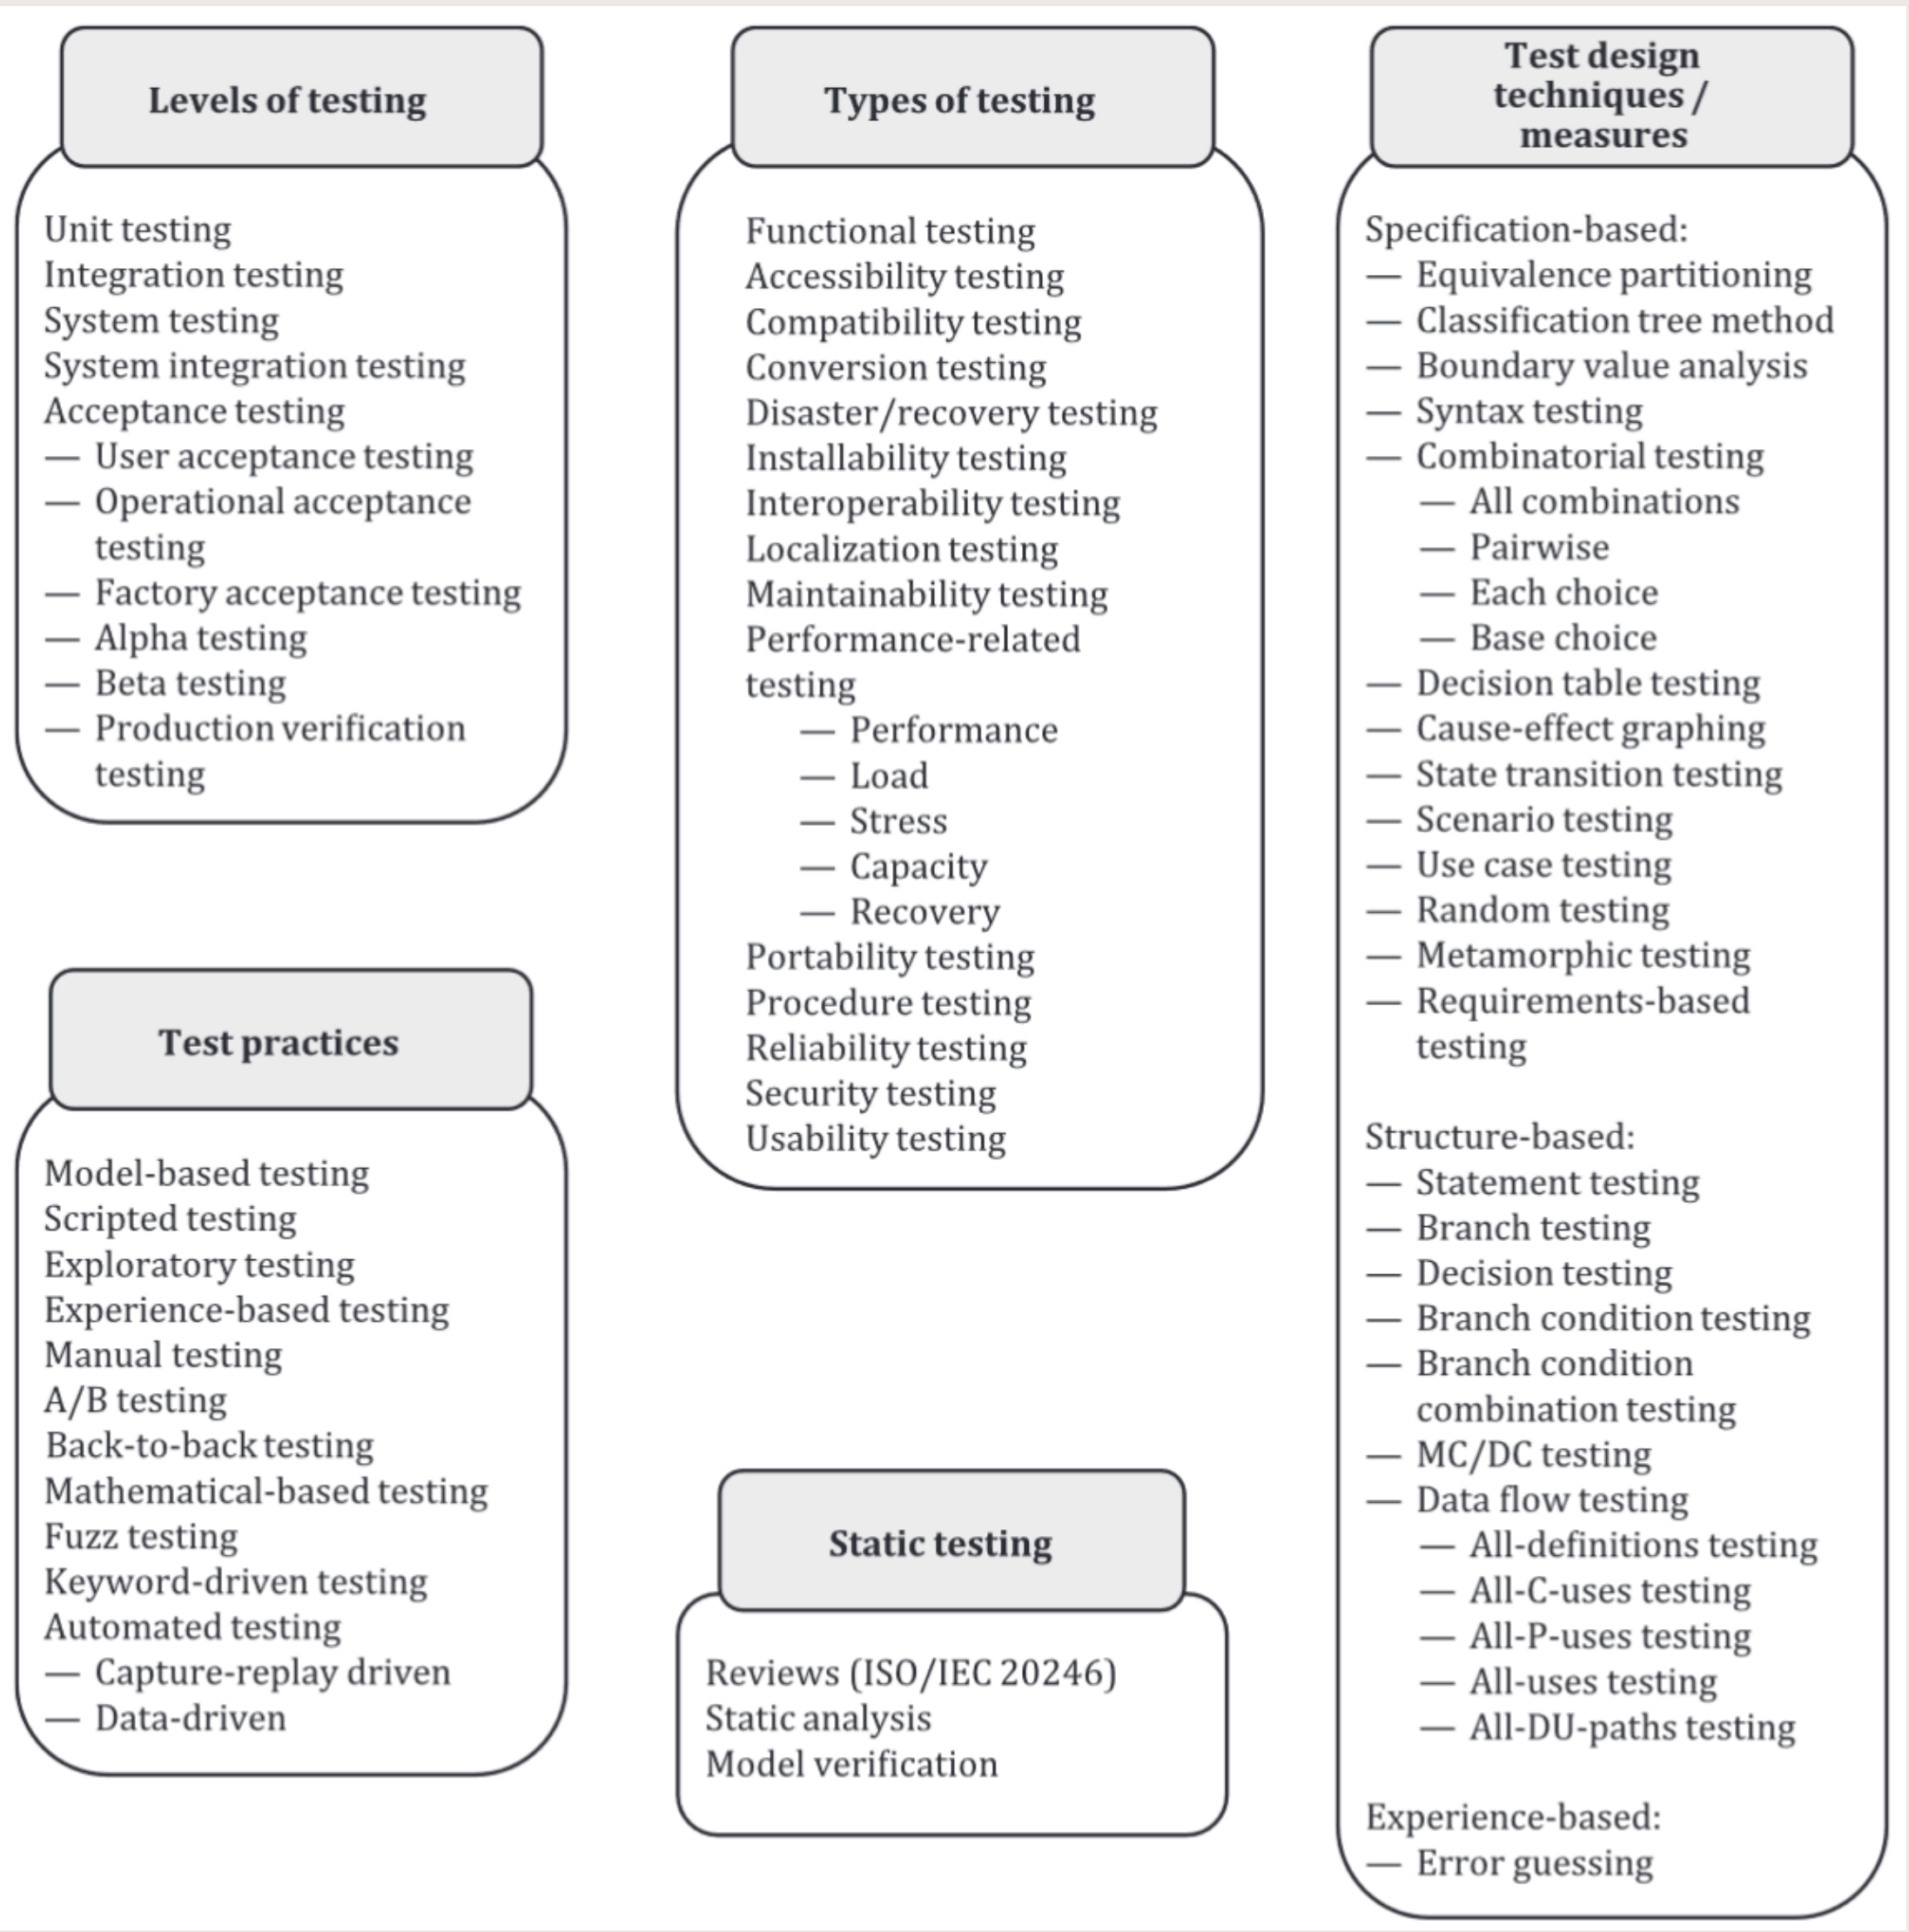 Levels of testing
Unit testing
Integration testing
System testing
System integration testing
Acceptance testing
— User acceptance testing
— Operational acceptance
testing
— Factory acceptance testing
— Alpha testing
— Beta testing
— Production verification
testing
Test practices
Model-based testing
Scripted testing
Exploratory testing
Experience-based testing
Manual testing
A/B testing
Back-to-back testing
Mathematical-based testing
Fuzz testing
Keyword-driven testing
Automated testing
— Capture-replay driven
— Data-driven
Types of testing
Functional testing
Accessibility testing
Compatibility testing
Conversion testing
Disaster/recovery testing
Installability testing
Interoperability testing
Localization testing
Maintainability testing
Performance-related
testing
— Performance
— Load
— Stress
— Capacity
— Recovery
Portability testing
Procedure testing
Reliability testing
Security testing
Usability testing
Static testing
Reviews (ISO/IEC 20246)
Static analysis
Model verification
Test design
techniques /
measures
Specification-based:
— Equivalence partitioning
— Classification tree method
— Boundary value analysis
— Syntax testing
— Combinatorial testing
— All combinations
— Pairwise
— Each choice
— Base choice
— Decision table testing
— Cause-effect graphing
— State transition testing
— Scenario testing
— Use case testing
— Random testing
— Metamorphic testing
— Requirements-based
testing
Structure-based:
— Statement testing
— Branch testing
— Decision testing
— Branch condition testing
— Branch condition
combination testing
— MC/DC testing
— Data flow testing
— All-definitions testing
— All-C-uses testing
— All-P-uses testing
— All-uses testing
— All-DU-paths testing
Experience-based:
— Error guessing